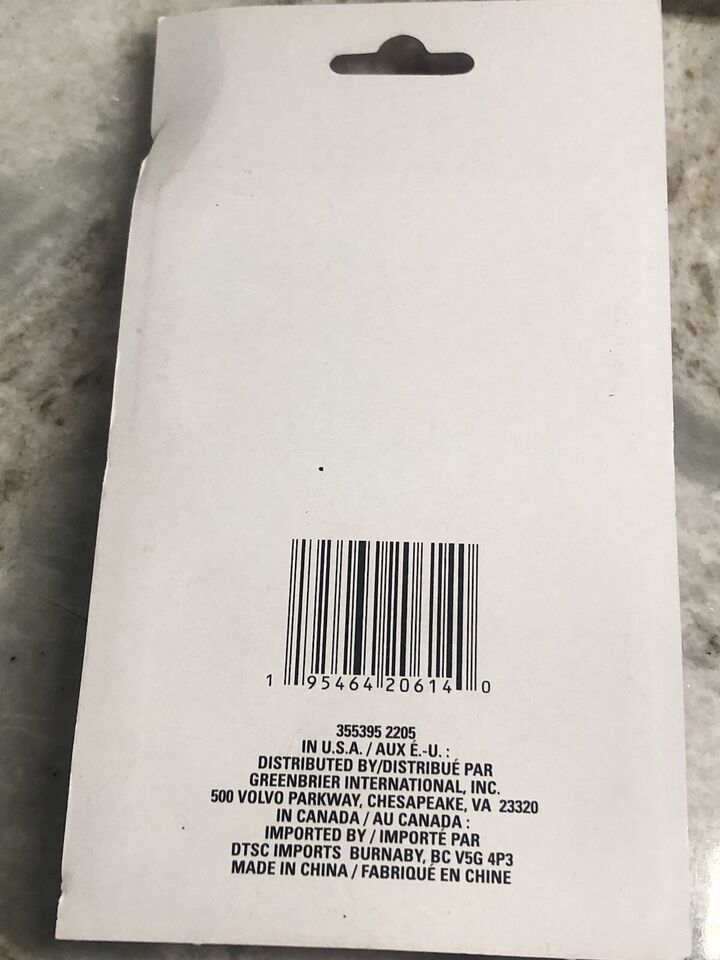 1 95464 20614 0
355395 2205
IN U.S.A. / AUX É.-U. :
DISTRIBUTED BY/DISTRIBUÉ PAR
GREENBRIER INTERNATIONAL, INC.
500 VOLVO PARKWAY, CHESAPEAKE, VA 23320
IN CANADA / AU CANADA :
IMPORTED BY / IMPORTÉ PAR
DTSC IMPORTS BURNABY, BC V5G 4P3
MADE IN CHINA / FABRIQUÉ EN CHINE